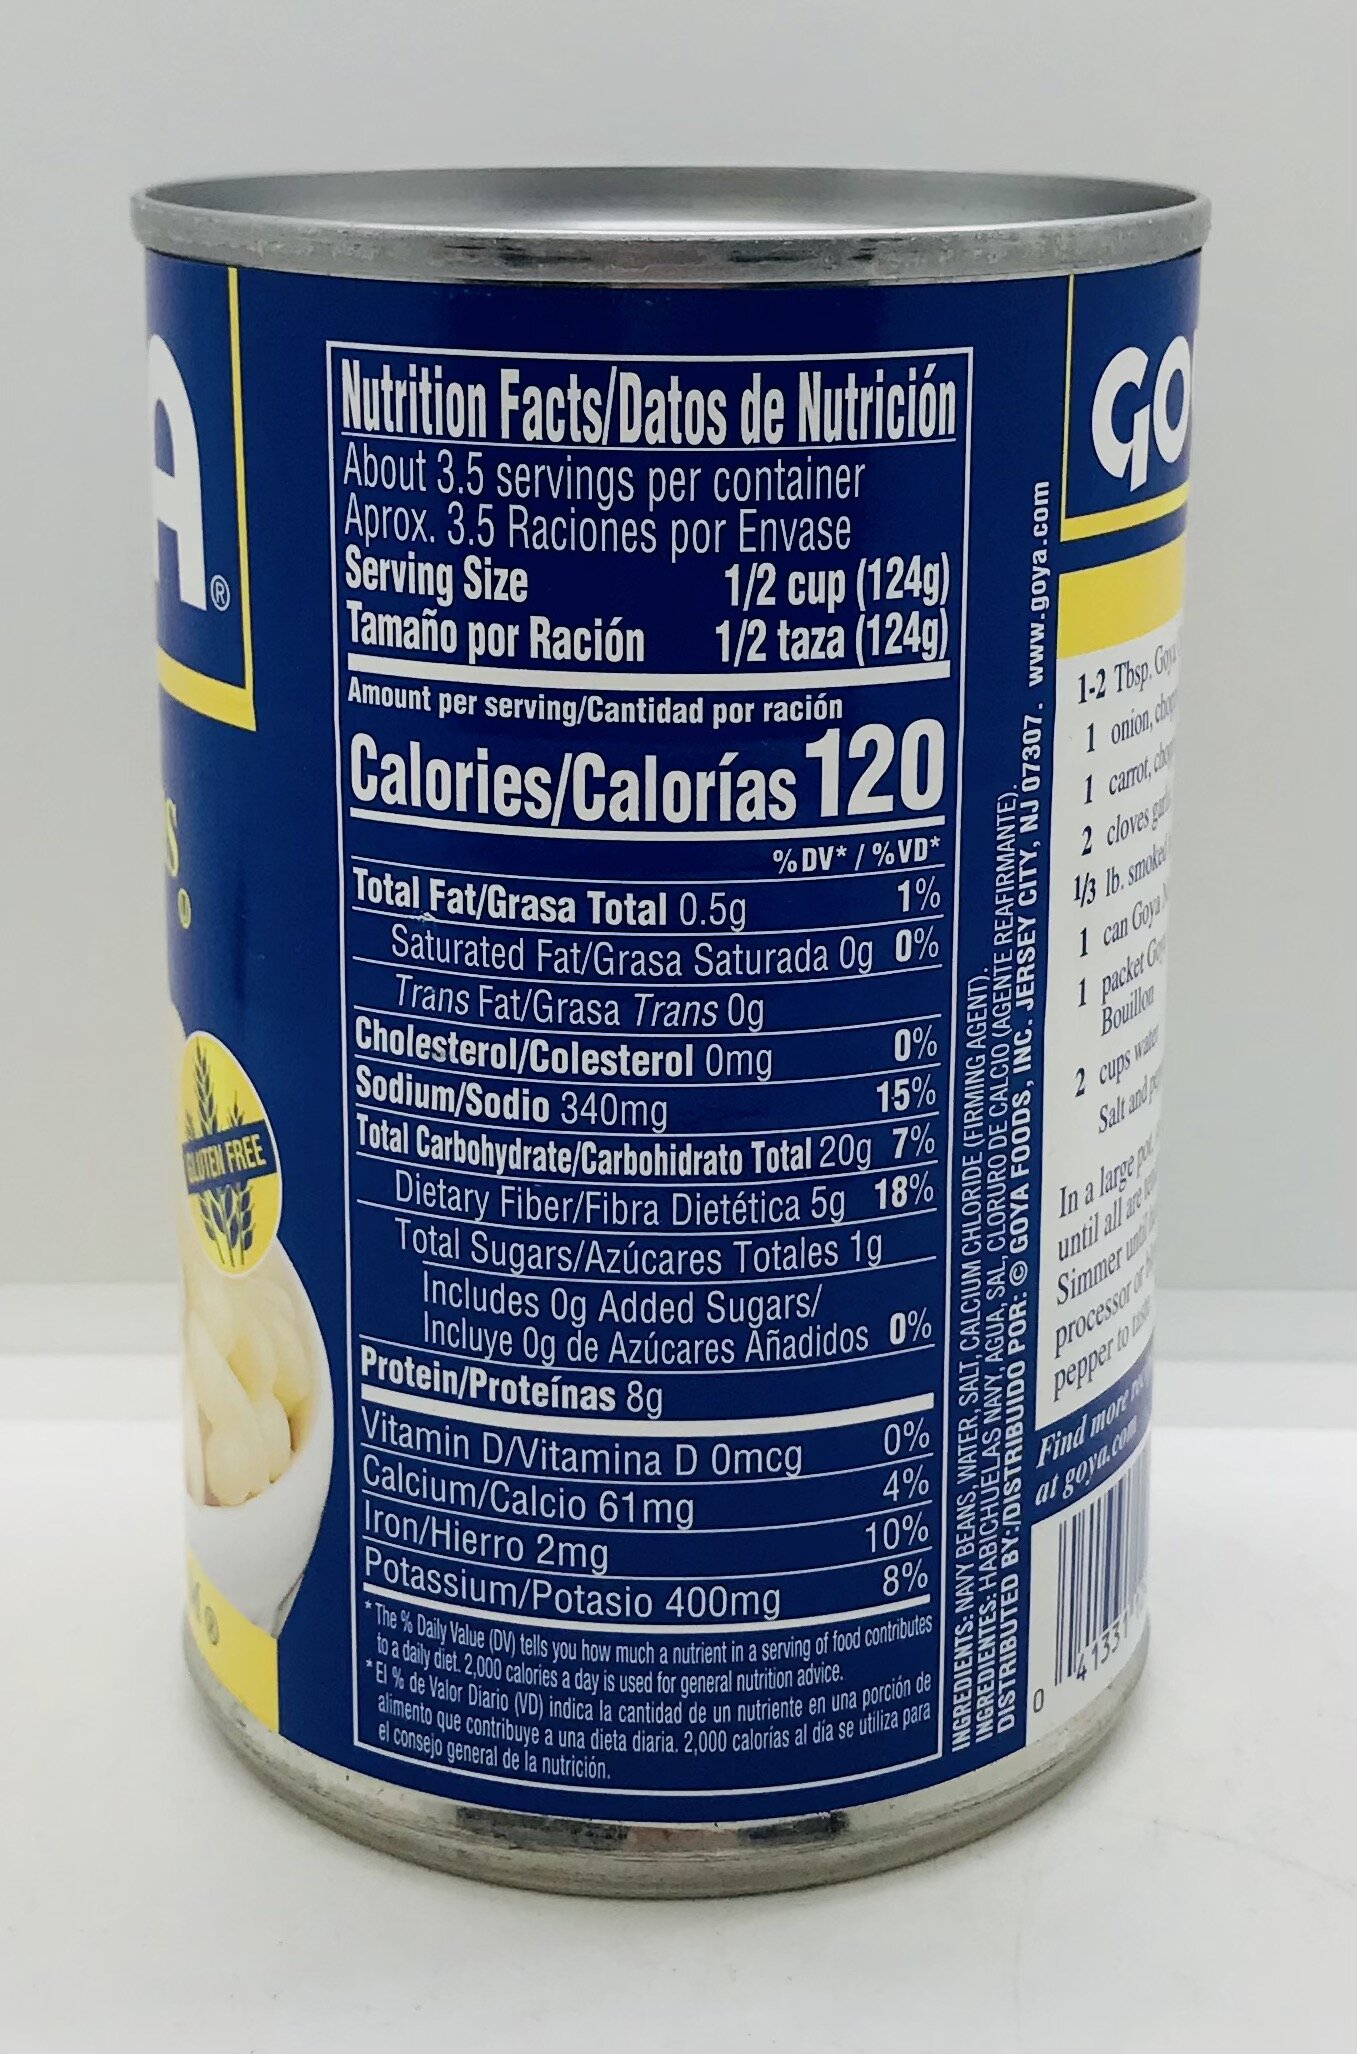 A®
S
GLUTEN FREE
Nutrition Facts/Datos de Nutrición
About 3.5 servings per container
Aprox. 3.5 Raciones por Envase
Serving Size 1/2 cup (124g)
Tamaño por Ración 1/2 taza (124g)
Amount per serving/Cantidad por ración
Calories/Calorías 120
% DV* / % VD*
Total Fat/Grasa Total 0.5g 1%
Saturated Fat/Grasa Saturada 0g 0%
Trans Fat/Grasa Trans 0g
Cholesterol/Colesterol 0mg 0%
Sodium/Sodio 340mg 15%
Total Carbohydrate/Carbohidrato Total 20g 7%
Dietary Fiber/Fibra Dietética 5g 18%
Total Sugars/Azúcares Totales 1g
Includes 0g Added Sugars/
Incluye 0g de Azúcares Añadidos 0%
Protein/Proteínas 8g
Vitamin D/Vitamina D 0mcg 0%
Calcium/Calcio 61mg 4%
Iron/Hierro 2mg 10%
Potassium/Potasio 400mg 8%
*The % Daily Value (DV) tells you how much a nutrient in a serving of food contributes
to a daily diet. 2,000 calories a day is used for general nutrition advice.
*El % de Valor Diario (VD) indica la cantidad de un nutriente en una porción de
alimento que contribuye a una dieta diaria. 2,000 calorías al día se utiliza para
el consejo general de la nutrición.
INGREDIENTS: NAVY BEANS, WATER, SALT, CALCIUM CHLORIDE (FIRMING AGENT).
INGREDIENTES: HABICHUELAS NAVY, AGUA, SAL, CLORURO DE CALCIO (AGENTE REAFIRMANTE).
DISTRIBUTED BY:/DISTRIBUIDO POR: © GOYA FOODS, INC. JERSEY CITY, NJ 07307. www.goya.com
GO
1-2 Tbsp. Goya
1 onion,
1 carrot,
2 cloves
1/3 lb. smoked
1 can Goya
1 packet
Bouillon
2 cups water
Salt and
In a large pot,
until all are
Simmer until
processor or
pepper to taste
Find more
at goya.com
0 41331